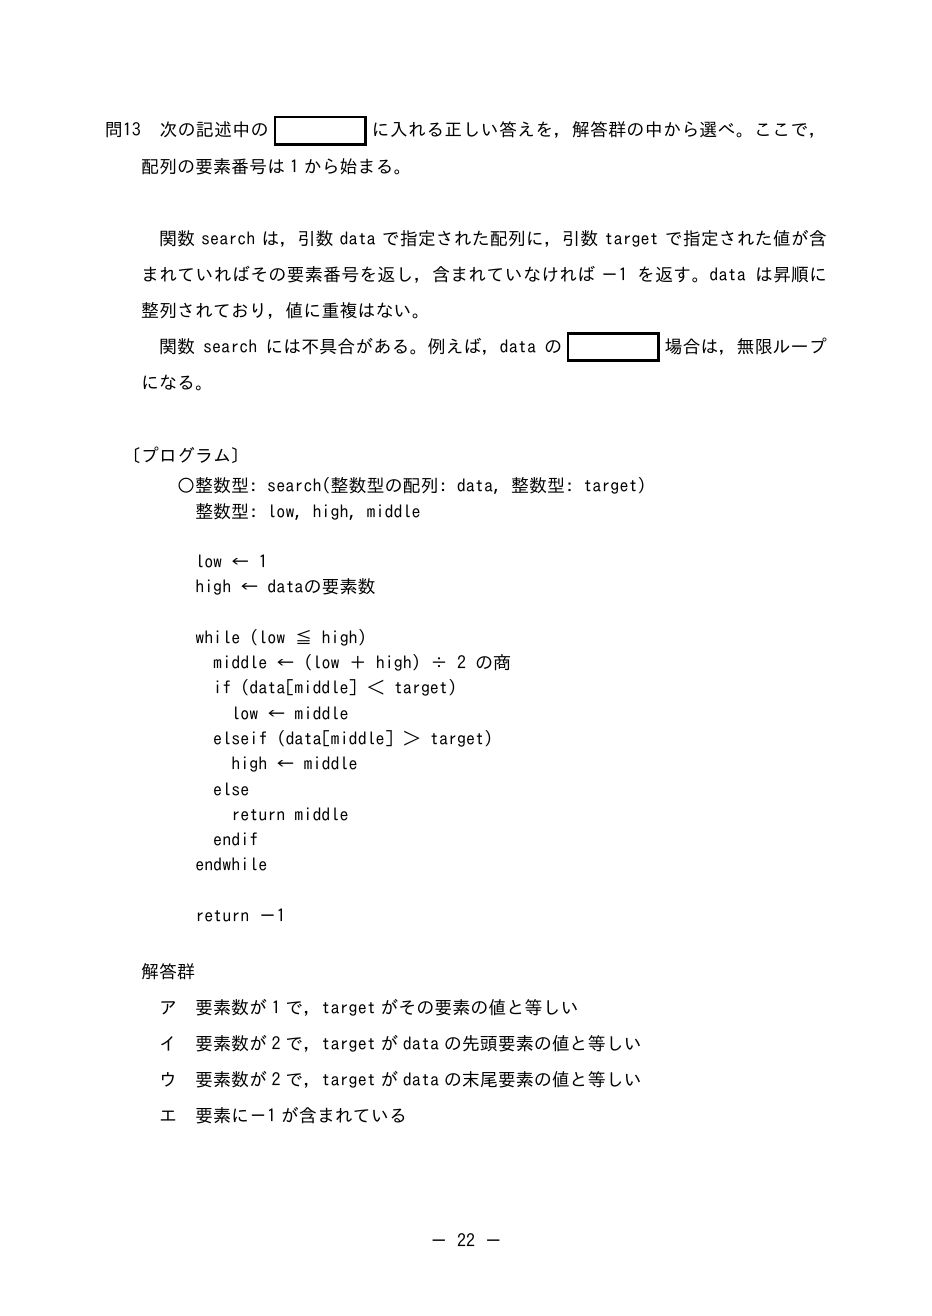 問13 次の記述中の に入れる正しい答えを，解答群の中から選べ。ここで，
配列の要素番号は1から始まる。
関数 search は，引数 data で指定された配列に，引数 target で指定された値が含
まれていればその要素番号を返し，含まれていなければ −1 を返す。data は昇順に
整列されており，値に重複はない。
関数 search には不具合がある。例えば，data の 場合は，無限ループ
になる。
〔プログラム〕
○整数型: search(整数型の配列: data, 整数型: target)
整数型: low, high, middle
low ← 1
high ← dataの要素数
while (low ≦ high)
middle ← (low ＋ high) ÷ 2 の商
if (data[middle] ＜ target)
low ← middle
elseif (data[middle] ＞ target)
high ← middle
else
return middle
endif
endwhile
return −1
解答群
ア 要素数が1で，target がその要素の値と等しい
イ 要素数が2で，target が data の先頭要素の値と等しい
ウ 要素数が2で，target が data の末尾要素の値と等しい
エ 要素に−1が含まれている
− 22 −